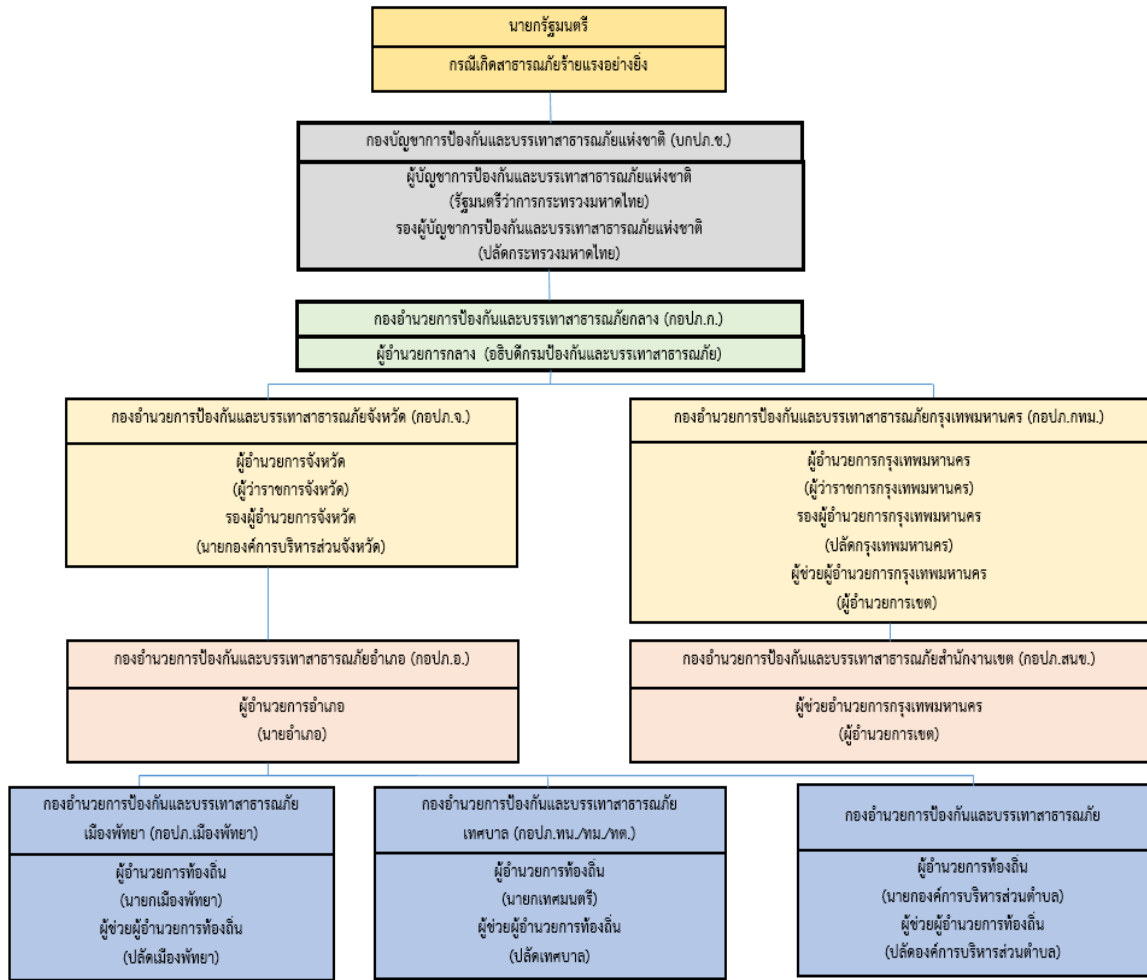 นายกรัฐมนตรี
กรณีเกิดสาธารณภัยร้ายแรงอย่างยิ่ง
กองบัญชาการป้องกันและบรรเทาสาธารณภัยแห่งชาติ (บกปภ.ช.)
ผู้บัญชาการป้องกันและบรรเทาสาธารณภัยแห่งชาติ
(รัฐมนตรีว่าการกระทรวงมหาดไทย)
รองผู้บัญชาการป้องกันและบรรเทาสาธารณภัยแห่งชาติ
(ปลัดกระทรวงมหาดไทย)
กองอำนวยการป้องกันและบรรเทาสาธารณภัยกลาง (กอปภ.ก.)
ผู้อำนวยการกลาง (อธิบดีกรมป้องกันและบรรเทาสาธารณภัย)
กองอำนวยการป้องกันและบรรเทาสาธารณภัยจังหวัด (กอปภ.จ.)
ผู้อำนวยการจังหวัด
(ผู้ว่าราชการจังหวัด)
รองผู้อำนวยการจังหวัด
(นายกองค์การบริหารส่วนจังหวัด)
กองอำนวยการป้องกันและบรรเทาสาธารณภัยกรุงเทพมหานคร (กอปภ.กทม.)
ผู้อำนวยการกรุงเทพมหานคร
(ผู้ว่าราชการกรุงเทพมหานคร)
รองผู้อำนวยการกรุงเทพมหานคร
(ปลัดกรุงเทพมหานคร)
ผู้ช่วยผู้อำนวยการกรุงเทพมหานคร
(ผู้อำนวยการเขต)
กองอำนวยการป้องกันและบรรเทาสาธารณภัยอำเภอ (กอปภ.อ.)
ผู้อำนวยการอำเภอ
(นายอำเภอ)
กองอำนวยการป้องกันและบรรเทาสาธารณภัยสำนักงานเขต (กอปภ.สนข.)
ผู้ช่วยอำนวยการกรุงเทพมหานคร
(ผู้อำนวยการเขต)
กองอำนวยการป้องกันและบรรเทาสาธารณภัย
เมืองพัทยา (กอปภ.เมืองพัทยา)
ผู้อำนวยการท้องถิ่น
(นายกเมืองพัทยา)
ผู้ช่วยผู้อำนวยการท้องถิ่น
(ปลัดเมืองพัทยา)
กองอำนวยการป้องกันและบรรเทาสาธารณภัย
เทศบาล (กอปภ.ทน./ทม./ทต.)
ผู้อำนวยการท้องถิ่น
(นายกเทศมนตรี)
ผู้ช่วยผู้อำนวยการท้องถิ่น
(ปลัดเทศบาล)
กองอำนวยการป้องกันและบรรเทาสาธารณภัย
ผู้อำนวยการท้องถิ่น
(นายกองค์การบริหารส่วนตำบล)
ผู้ช่วยผู้อำนวยการท้องถิ่น
(ปลัดองค์การบริหารส่วนตำบล)